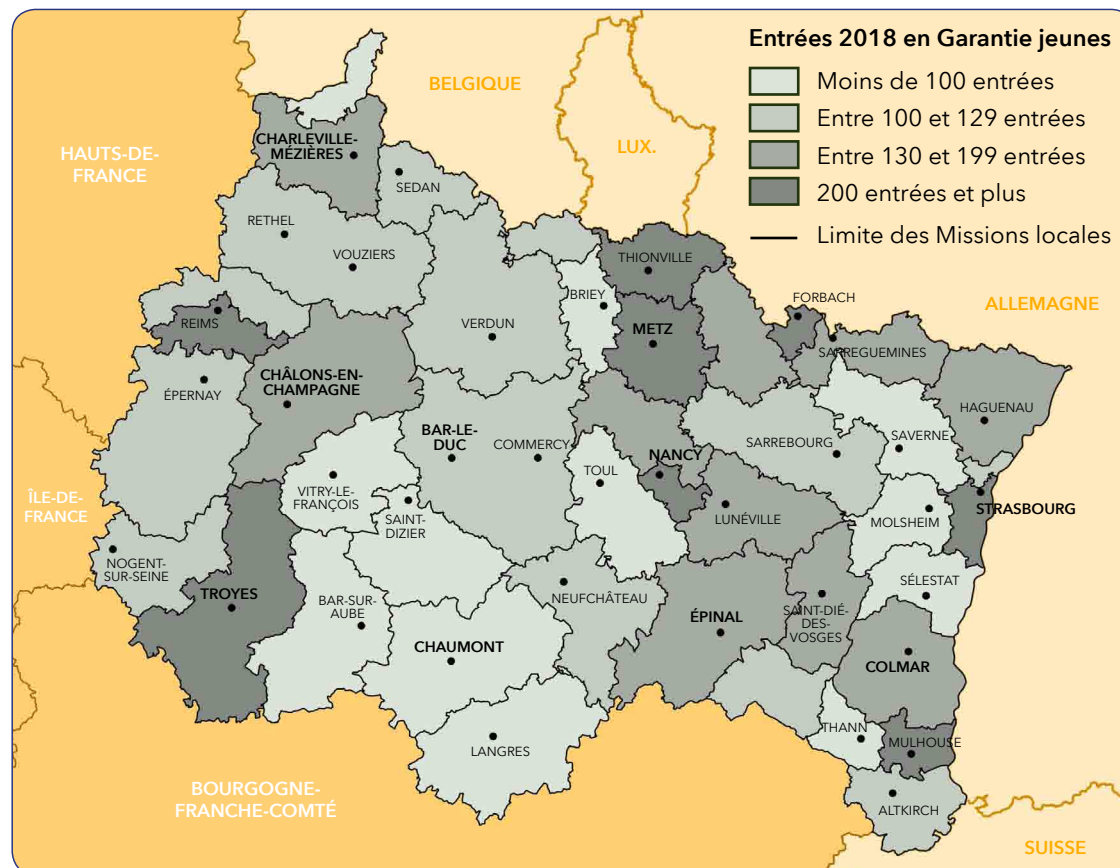 Entrées 2018 en Garantie jeunes
Moins de 100 entrées
Entre 100 et 129 entrées
Entre 130 et 199 entrées
200 entrées et plus
Limite des Missions locales
BELGIQUE
LUX.
HAUTS-DE-
FRANCE
ALLEMAGNE
ÎLE-DE-
FRANCE
BOURGOGNE-
FRANCHE-COMTÉ
SUISSE
CHARLEVILLE-
MÉZIÈRES
SEDAN
RETHEL
VOUZIERS
THIONVILLE
BRIEY
FORBACH
REIMS
VERDUN
METZ
SARREGUEMINES
CHÂLONS-EN-
CHAMPAGNE
ÉPERNAY
HAGUENAU
BAR-LE-
DUC
COMMERCY
SARREBOURG
SAVERNE
NANCY
TOUL
VITRY-LE-
FRANÇOIS
SAINT-
DIZIER
LUNÉVILLE
MOLSHEIM
STRASBOURG
NOGENT-
SUR-SEINE
TROYES
BAR-SUR-
AUBE
NEUFCHÂTEAU
ÉPINAL
SAINT-DIÉ-
DES-
VOSGES
SÉLESTAT
CHAUMONT
COLMAR
LANGRES
THANN
MULHOUSE
ALTKIRCH